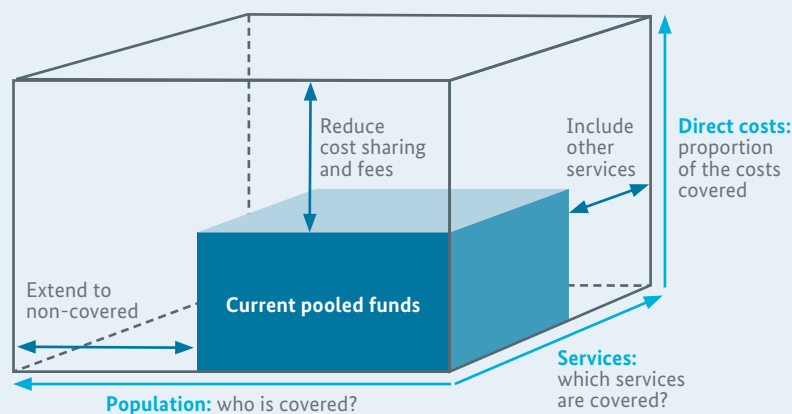 Reduce
cost sharing
and fees
Include
other
services
Direct costs:
proportion
of the costs
covered
Extend to
non-covered
Current pooled funds
Services:
which services
are covered?
Population: who is covered?